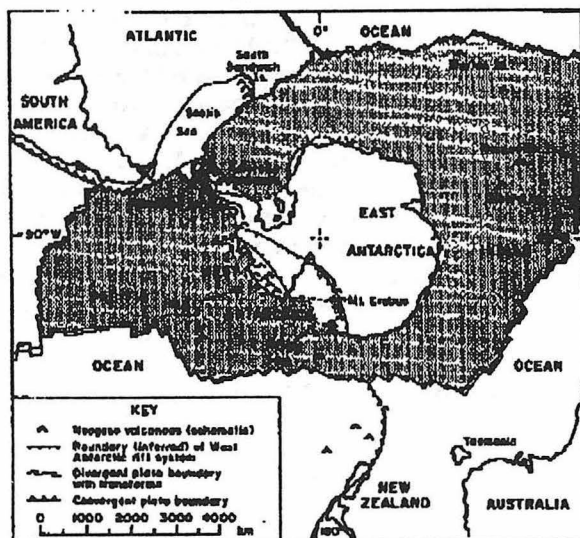 ATLANTIC
0°
OCEAN
South
Sandwich
Is.
SOUTH
AMERICA
Scotia
Sea
EAST
90°W
ANTARCTICA
Mt. Erebus
OCEAN
OCEAN
KEY
Neogene volcanoes (schematic)
Boundary (inferred) of West
Antarctic rift system
Divergent plate boundary
with transforms
Convergent plate boundary
0 1000 2000 3000 4000
km
Tasmania
NEW
ZEALAND
AUSTRALIA
180°